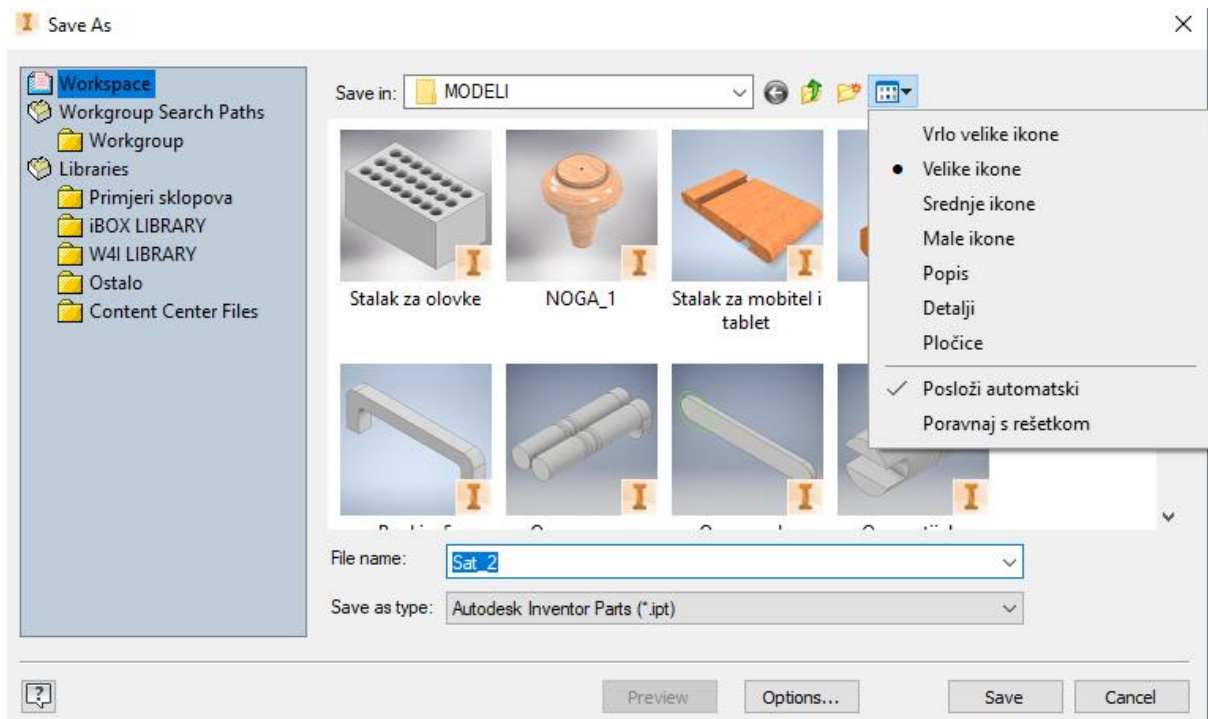 Save As
Workspace
Workgroup Search Paths
Workgroup
Libraries
Primjeri sklopova
iBOX LIBRARY
W4I LIBRARY
Ostalo
Content Center Files
Save in: MODELI
Stalak za olovke
NOGA_1
Stalak za mobitel i
tablet
Vrlo velike ikone
Velike ikone
Srednje ikone
Male ikone
Popis
Detalji
Pločice
Posloži automatski
Poravnaj s rešetkom
File name: Sat_2
Save as type: Autodesk Inventor Parts (*.ipt)
Preview
Options...
Save
Cancel